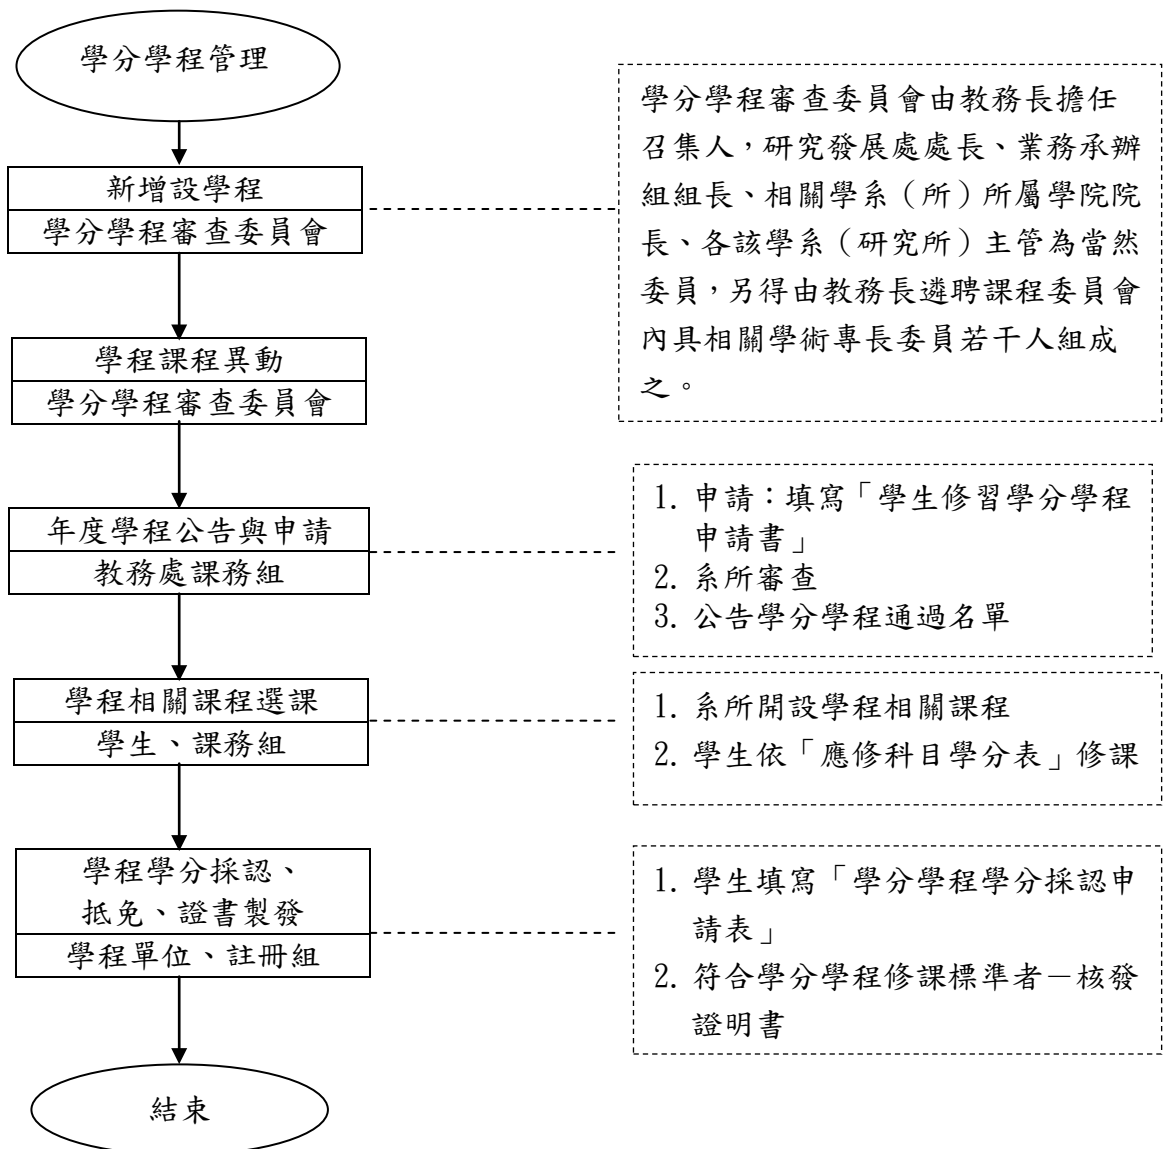 學分學程管理
新增設學程
學分學程審查委員會
學分學程審查委員會由教務長擔任
召集人，研究發展處處長、業務承辦
組組長、相關學系（所）所屬學院院
長、各該學系（研究所）主管為當然
委員，另得由教務長遴聘課程委員會
內具相關學術專長委員若干人組成
之。
學程課程異動
學分學程審查委員會
年度學程公告與申請
教務處課務組
1. 申請：填寫「學生修習學分學程
申請書」
2. 系所審查
3. 公告學分學程通過名單
學程相關課程選課
學生、課務組
1. 系所開設學程相關課程
2. 學生依「應修科目學分表」修課
學程學分採認、
抵免、證書製發
學程單位、註冊組
1. 學生填寫「學分學程學分採認申
請表」
2. 符合學分學程修課標準者－核發
證明書
結束